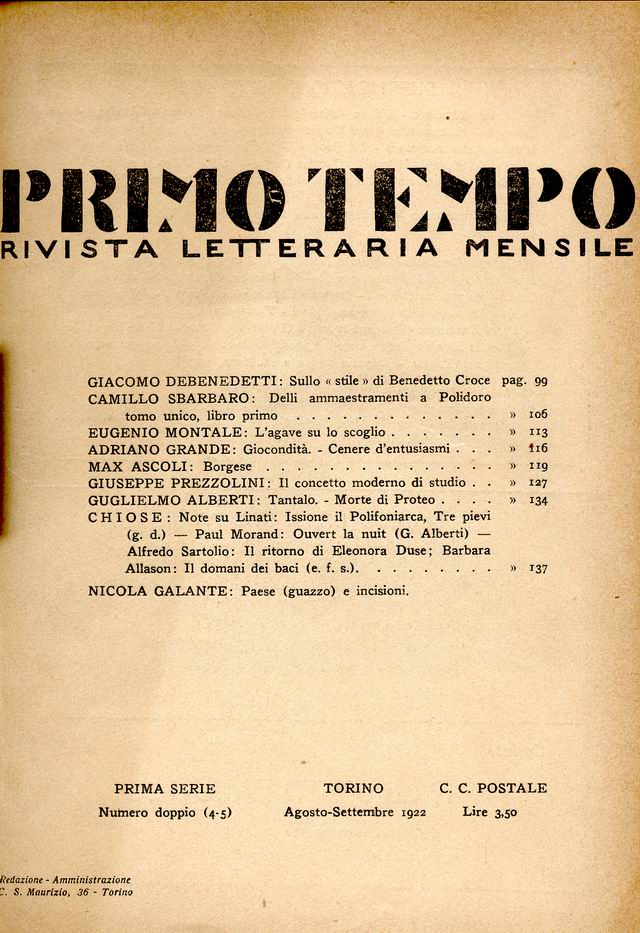 PRIMO TEMPO
RIVISTA LETTERARIA MENSILE
GIACOMO DEBENEDETTI: Sullo « stile » di Benedetto Croce pag. 99
CAMILLO SBARBARO: Delli ammaestramenti a Polidoro
tomo unico, libro primo . . . . . . . . . . . . . » 106
EUGENIO MONTALE: L'agave su lo scoglio . . . . . . . » 113
ADRIANO GRANDE: Giocondità. - Cenere d'entusiasmi . . . » 116
MAX ASCOLI: Borgese . . . . . . . . . . . . . . . » 119
GIUSEPPE PREZZOLINI: Il concetto moderno di studio . . » 127
GUGLIELMO ALBERTI: Tantalo. - Morte di Proteo . . . . » 134
CHIOSE: Note su Linati: Issione il Polifoniarca, Tre pievi
(g. d.) — Paul Morand: Ouvert la nuit (G. Alberti) —
Alfredo Sartolio: Il ritorno di Eleonora Duse; Barbara
Allason: Il domani dei baci (e. f. s.). . . . . . . . . » 137
NICOLA GALANTE: Paese (guazzo) e incisioni.
PRIMA SERIE TORINO C. C. POSTALE
Numero doppio (4-5) Agosto-Settembre 1922 Lire 3,50
Redazione - Amministrazione
C. S. Maurizio, 36 - Torino